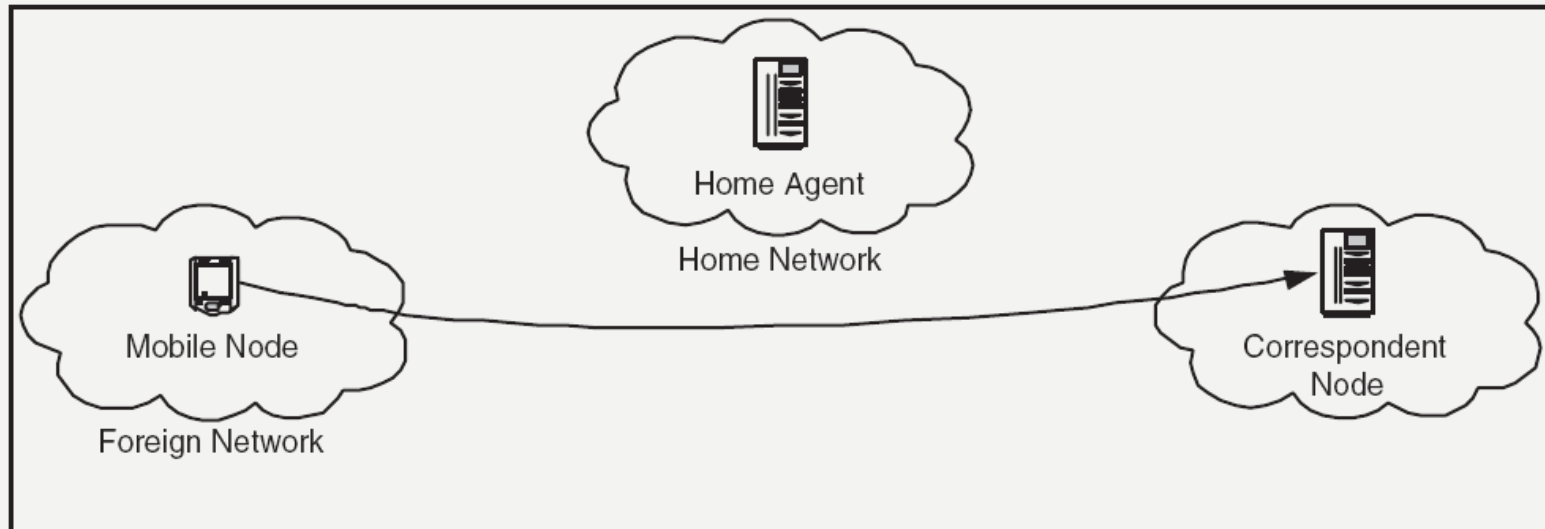 Home Agent
Home Network
Mobile Node
Foreign Network
Correspondent
Node